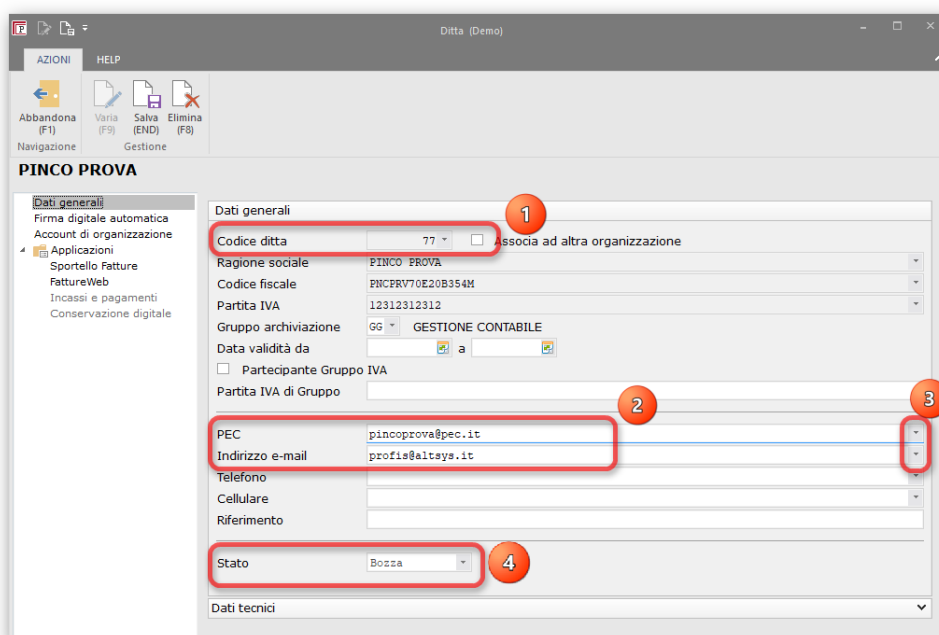 Ditta (Demo)
AZIONI HELP
Abbandona (F1)
Varia (F9)
Salva (END)
Elimina (F8)
Navigazione
Gestione
PINCO PROVA
Dati generali
Firma digitale automatica
Account di organizzazione
Applicazioni
Sportello Fatture
FattureWeb
Incassi e pagamenti
Conservazione digitale
Dati generali
1
Codice ditta 77 Associa ad altra organizzazione
Ragione sociale PINCO PROVA
Codice fiscale PNCPRV70E20B354M
Partita IVA 12312312312
Gruppo archiviazione GG GESTIONE CONTABILE
Data validità da a
Partecipante Gruppo IVA
Partita IVA di Gruppo
2
3
PEC pincoprova@pec.it
Indirizzo e-mail profis@altsys.it
Telefono
Cellulare
Riferimento
Stato Bozza
4
Dati tecnici